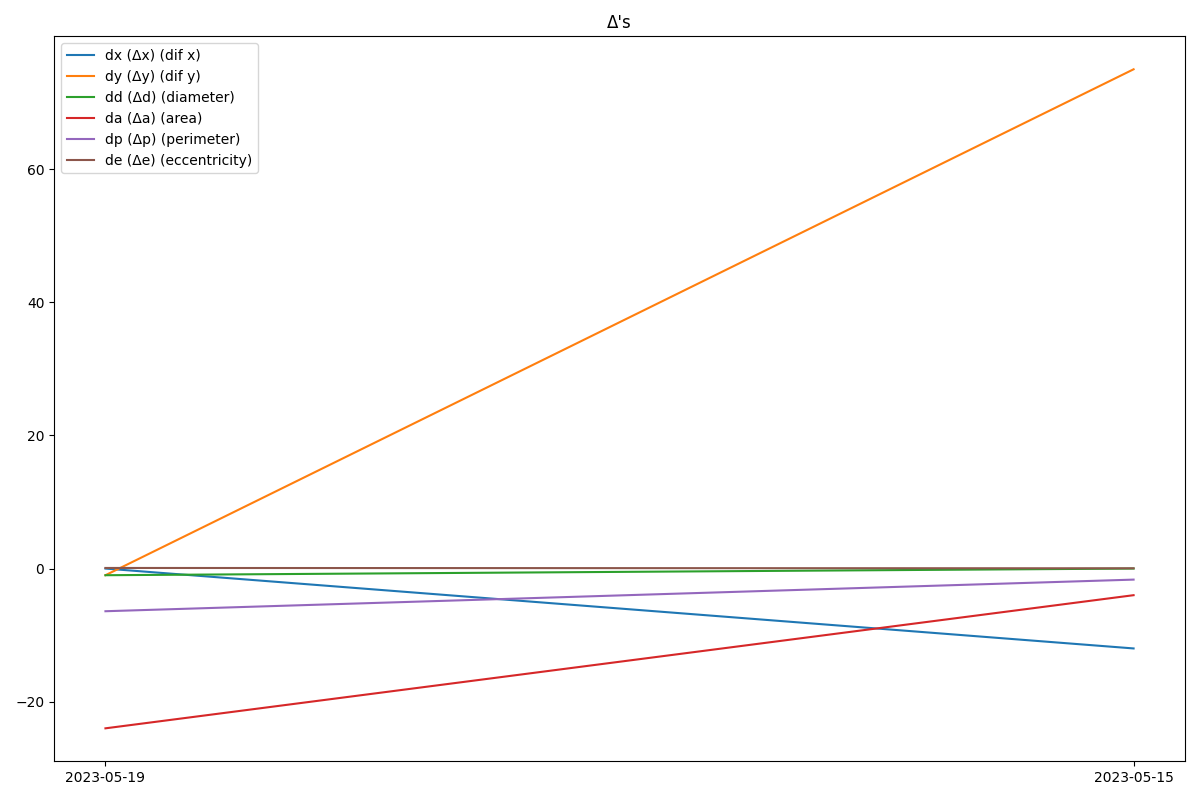 Δ's
dx (Δx) (dif x)
dy (Δy) (dif y)
dd (Δd) (diameter)
da (Δa) (area)
dp (Δp) (perimeter)
de (Δe) (eccentricity)
60
40
20
0
−20
2023-05-19
2023-05-15